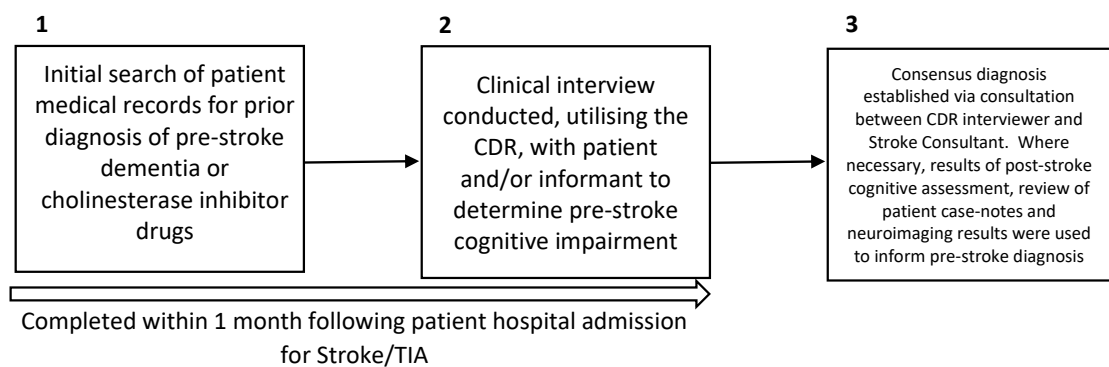 1
Initial search of patient
medical records for prior
diagnosis of pre-stroke
dementia or
cholinesterase inhibitor
drugs
2
Clinical interview
conducted, utilising the
CDR, with patient
and/or informant to
determine pre-stroke
cognitive impairment
3
Consensus diagnosis
established via consultation
between CDR interviewer and
Stroke Consultant.  Where
necessary, results of post-stroke
cognitive assessment, review of
patient case-notes and
neuroimaging results were used
to inform pre-stroke diagnosis
Completed within 1 month following patient hospital admission
for Stroke/TIA